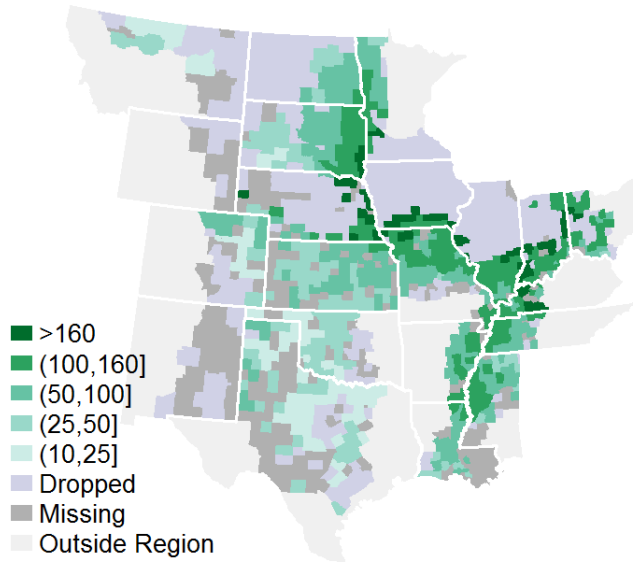 >160
(100,160]
(50,100]
(25,50]
(10,25]
Dropped
Missing
Outside Region